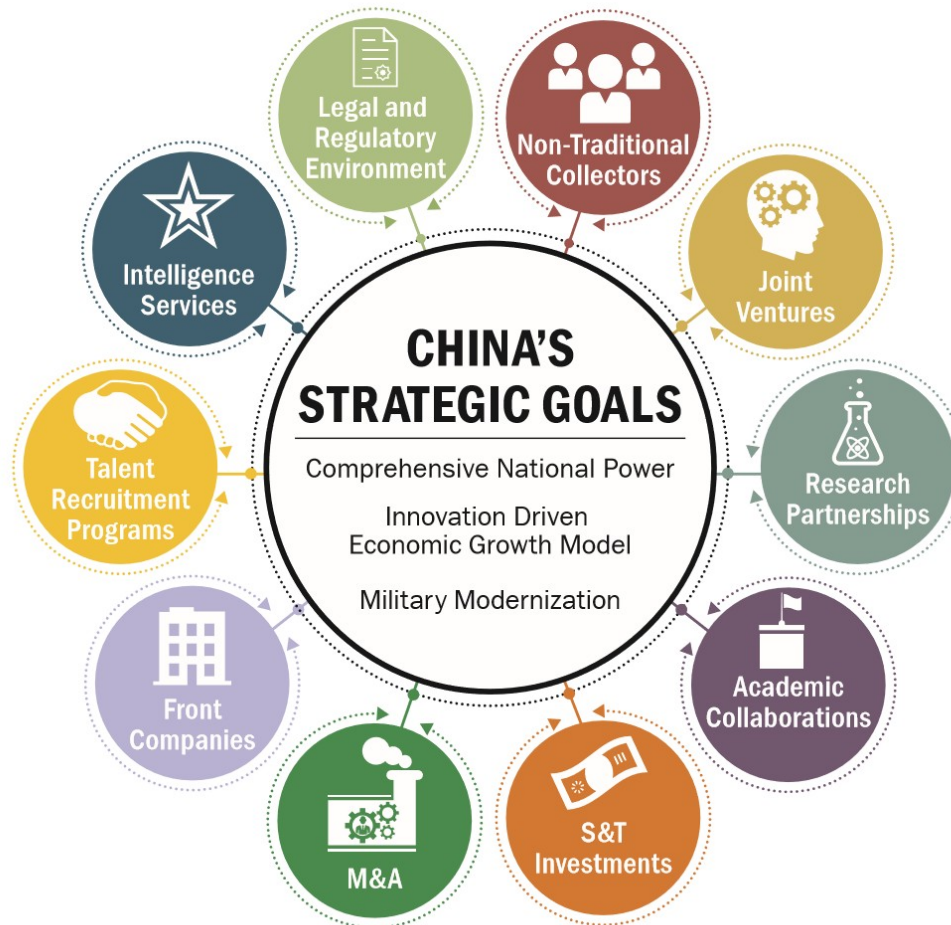 CHINA'S
STRATEGIC GOALS
Comprehensive National Power
Innovation Driven
Economic Growth Model
Military Modernization
Legal and
Regulatory
Environment
Non-Traditional
Collectors
Joint
Ventures
Research
Partnerships
Academic
Collaborations
S&T
Investments
M&A
Front
Companies
Talent
Recruitment
Programs
Intelligence
Services